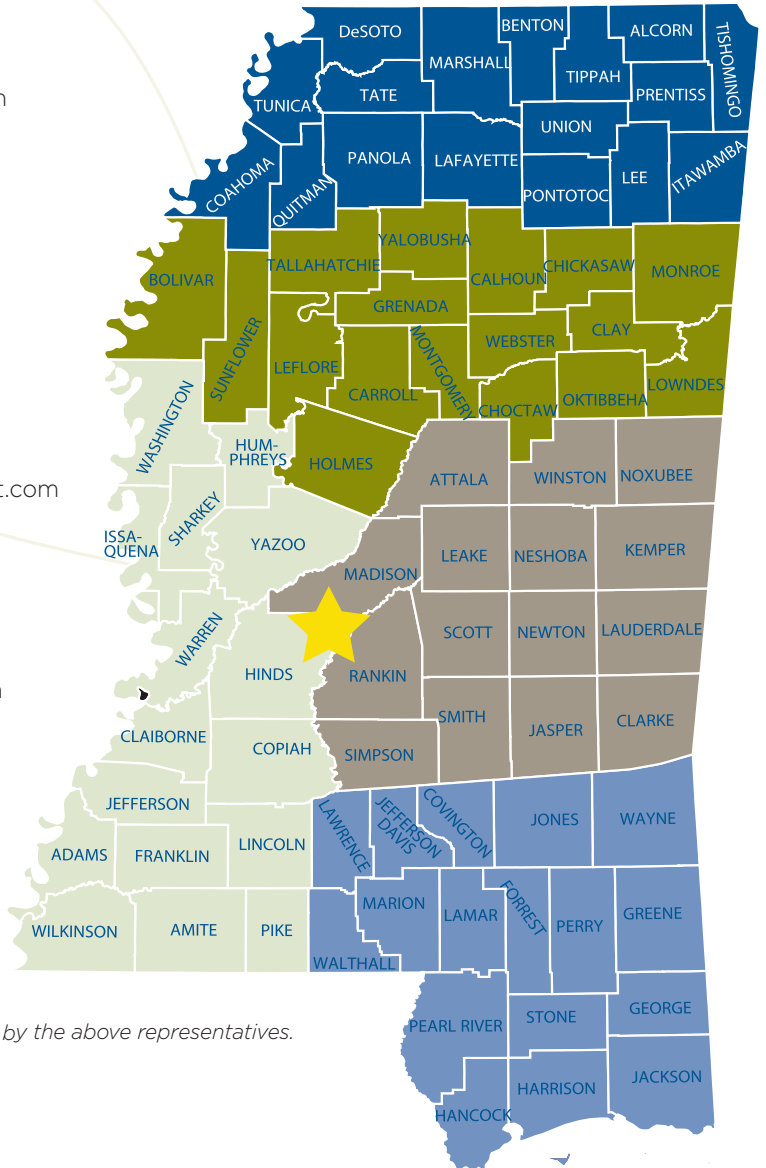 DeSOTO
BENTON
ALCORN
TISHOMINGO
MARSHALL
TIPPAH
n
TATE
PRENTISS
TUNICA
UNION
PANOLA
LAFAYETTE
COAHOMA
QUITMAN
PONTOTOC
LEE
ITAWAMBA
YALOBUSHA
TALLAHATCHIE
CHICKASAW
MONROE
BOLIVAR
CALHOUN
GRENADA
SUNFLOWER
LEFLORE
MONTGOMERY
WEBSTER
CLAY
CARROLL
CHOCTAW
OKTIBBEHA
LOWNDES
WASHINGTON
HUM-
PHREYS
HOLMES
ATTALA
WINSTON
NOXUBEE
t.com
SHARKEY
ISSA-
QUENA
YAZOO
LEAKE
NESHOBA
KEMPER
MADISON
WARREN
SCOTT
NEWTON
LAUDERDALE
HINDS
RANKIN
SMITH
JASPER
CLARKE
CLAIBORNE
COPIAH
SIMPSON
JEFFERSON
LAWRENCE
JEFFERSON
DAVIS
COVINGTON
JONES
WAYNE
ADAMS
FRANKLIN
LINCOLN
MARION
LAMAR
FORREST
PERRY
GREENE
WILKINSON
AMITE
PIKE
WALTHALL
by the above representatives.
PEARL RIVER
STONE
GEORGE
HARRISON
JACKSON
HANCOCK